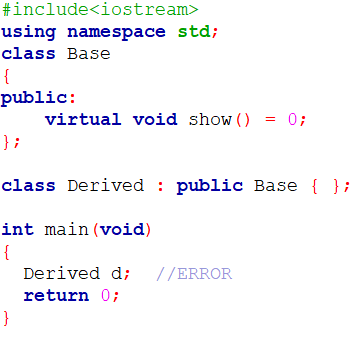 #include<iostream>
using namespace std;
class Base
{
public:
    virtual void show() = 0;
};

class Derived : public Base { };

int main(void)
{
  Derived d;  //ERROR
  return 0;
}